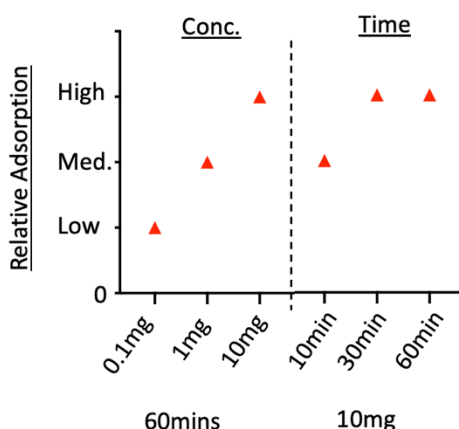 Conc.
Time
Relative Adsorption
High
Med.
Low
0
0.1mg
1mg
10mg
10min
30min
60min
60mins
10mg